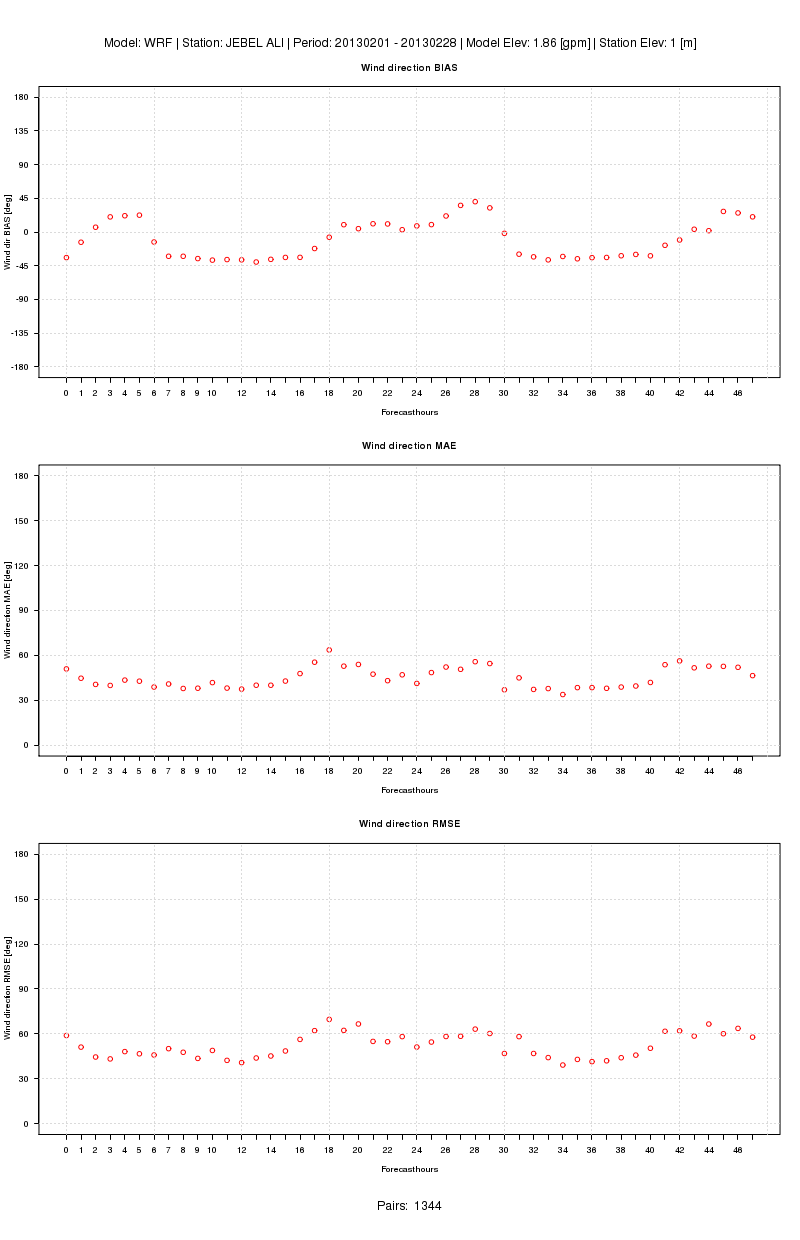 Model: WRF | Station: JEBEL ALI | Period: 20130201 - 20130228 | Model Elev: 1.86 [gpm] | Station Elev: 1 [m]
Wind direction BIAS
Wind dir BIAS [deg]
180
135
90
45
0
-45
-90
-135
-180
0 1 2 3 4 5 6 7 8 9 10 12 14 16 18 20 22 24 26 28 30 32 34 36 38 40 42 44 46
Forecasthours
Wind direction MAE
Wind direction MAE [deg]
180
150
120
90
60
30
0
0 1 2 3 4 5 6 7 8 9 10 12 14 16 18 20 22 24 26 28 30 32 34 36 38 40 42 44 46
Forecasthours
Wind direction RMSE
Wind direction RMSE [deg]
180
150
120
90
60
30
0
0 1 2 3 4 5 6 7 8 9 10 12 14 16 18 20 22 24 26 28 30 32 34 36 38 40 42 44 46
Forecasthours
Pairs: 1344